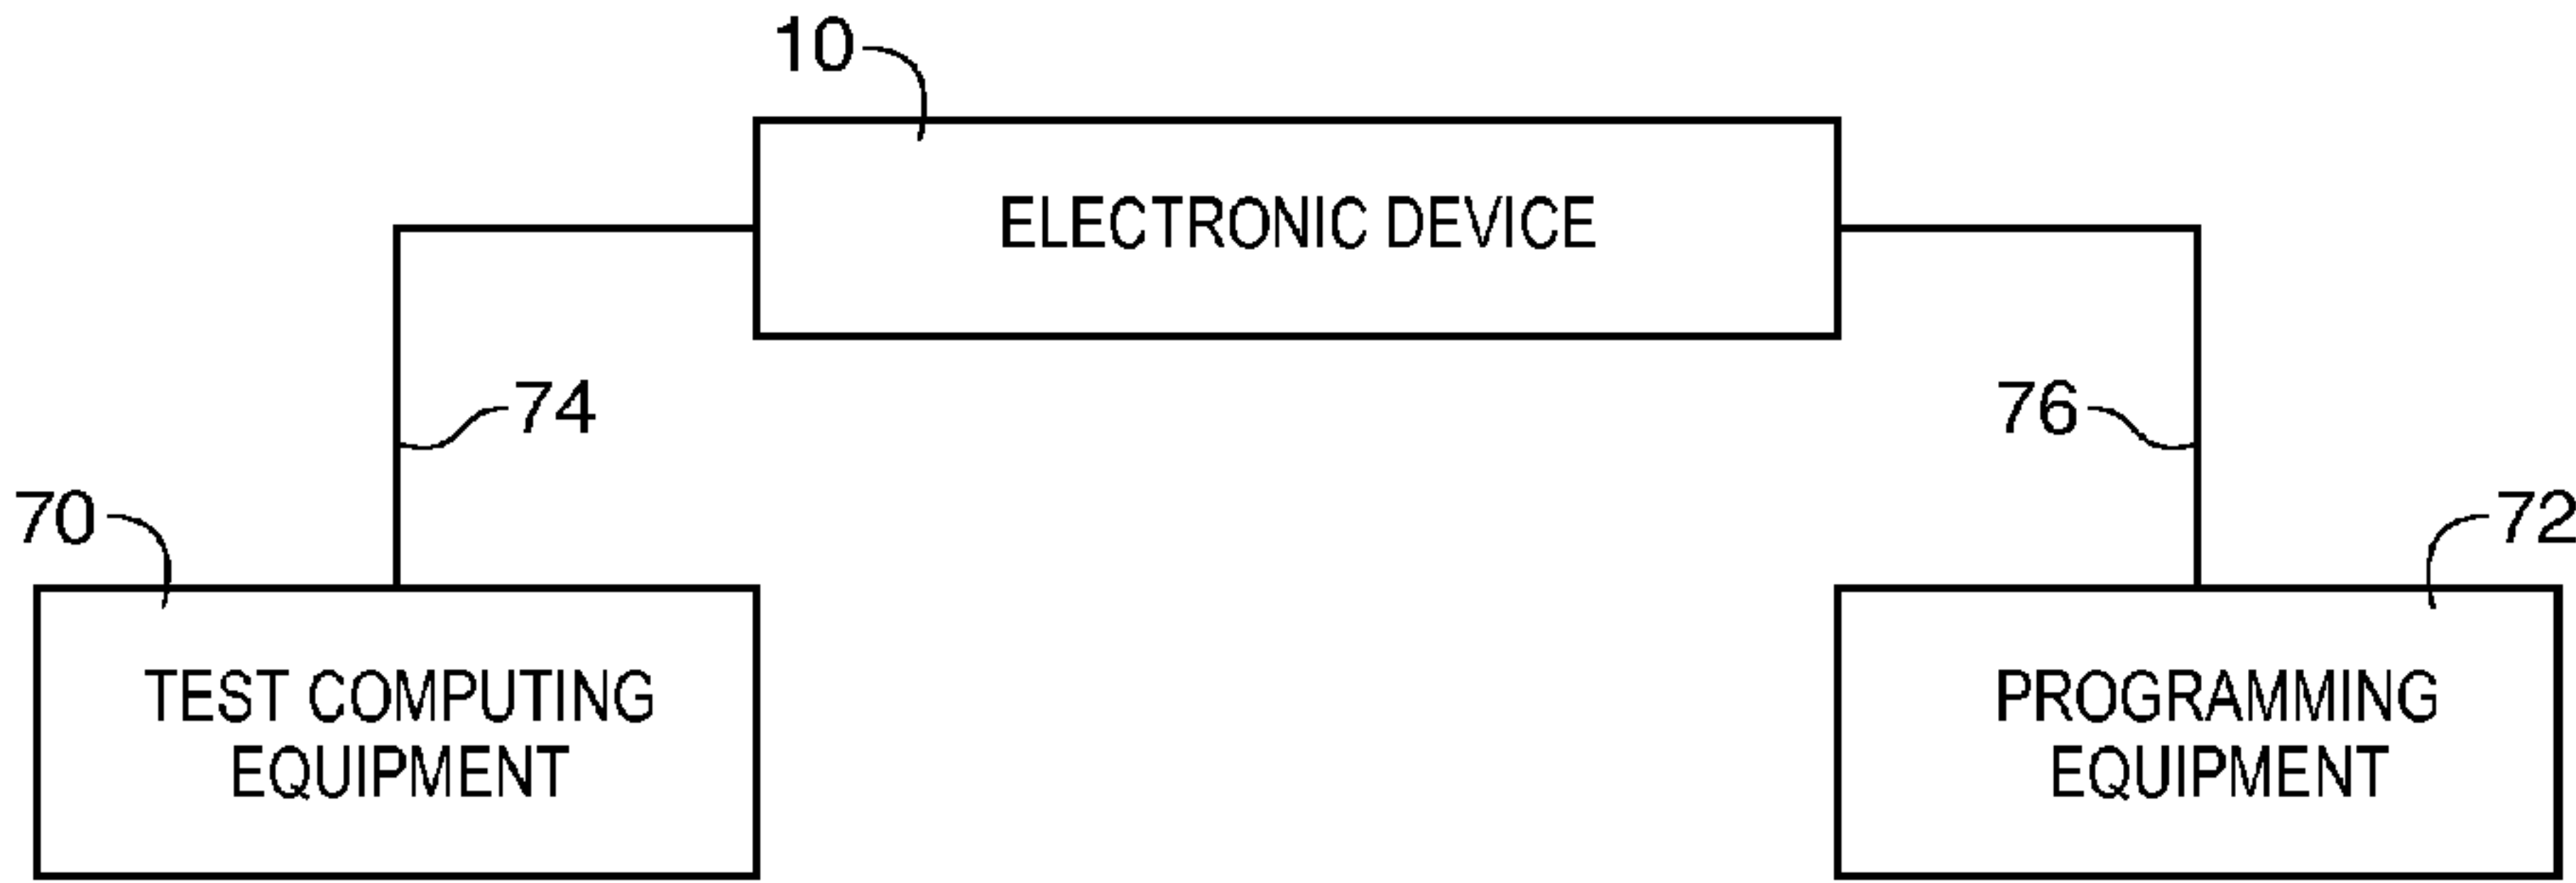 10
ELECTRONIC DEVICE
74
76
70
72
TEST COMPUTING
EQUIPMENT
PROGRAMMING
EQUIPMENT